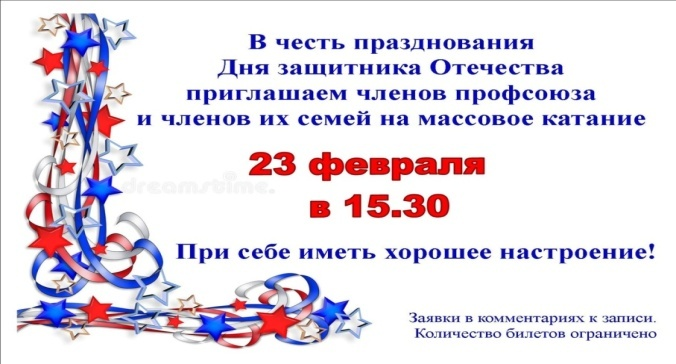 В честь празднования
Дня защитника Отечества
приглашаем членов профсоюза
и членов их семей на массовое катание
23 февраля
в 15.30
dreamstime.
При себе иметь хорошее настроение!
Заявки в комментариях к записи.
Количество билетов ограничено